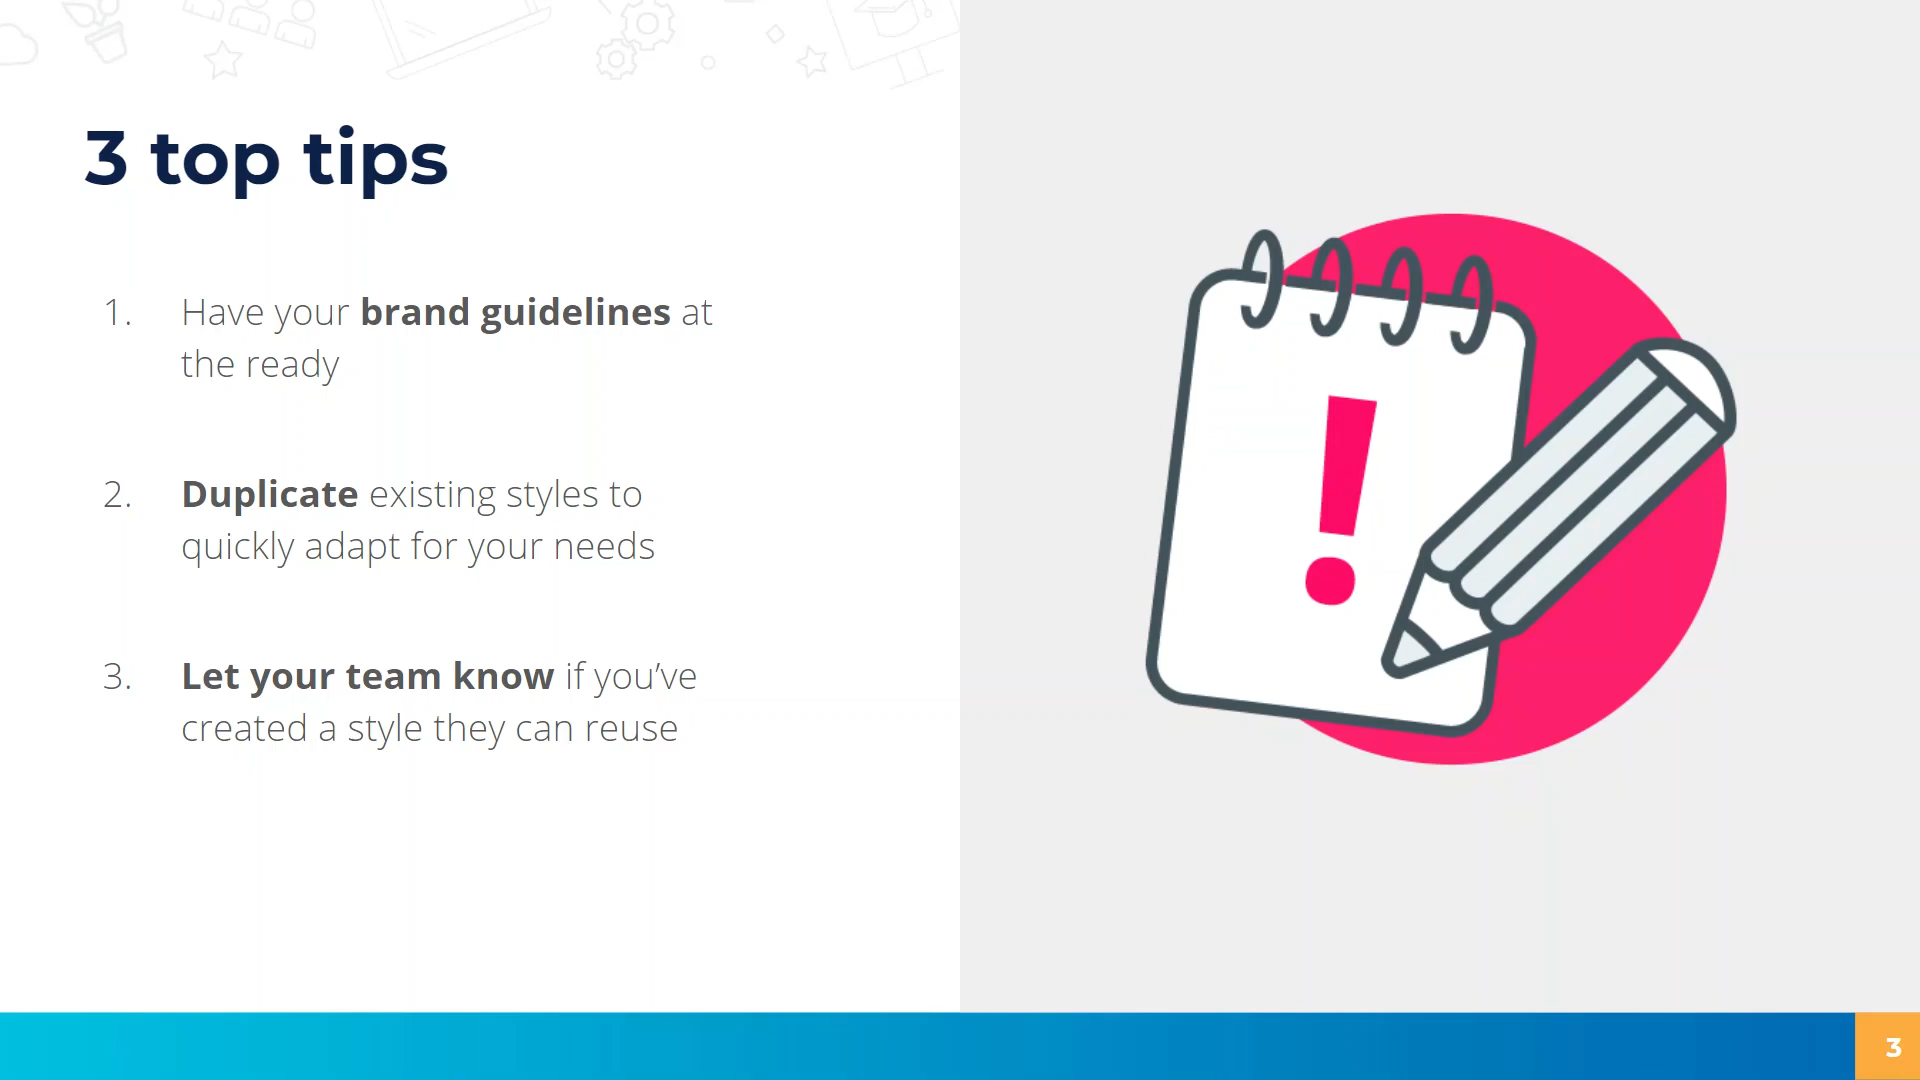 3 top tips
1. Have your brand guidelines at
the ready
2. Duplicate existing styles to
quickly adapt for your needs
3. Let your team know if you’ve
created a style they can reuse
!
3